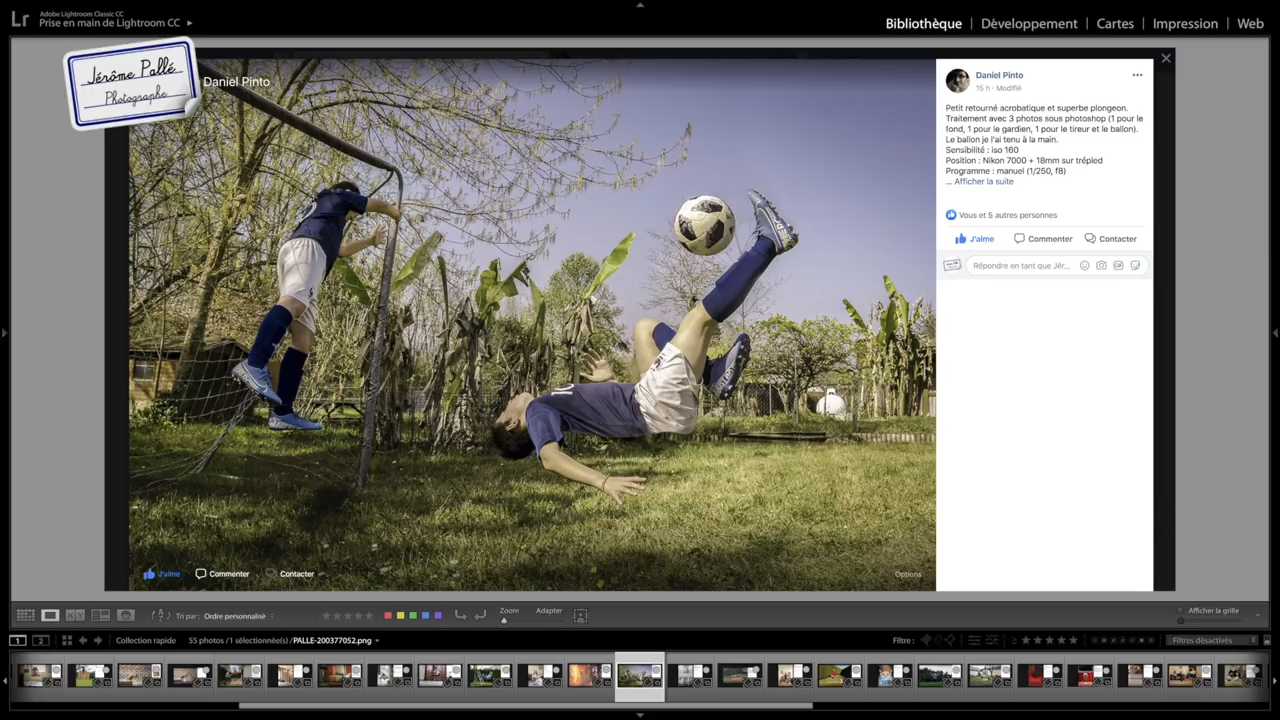 Lr
Adobe Lightroom Classic CC
Prise en main de Lightroom CC
Bibliothèque | Développement | Cartes | Impression | Web
Jérôme Pallé
Photographe
Daniel Pinto
Daniel Pinto
15 h · Modifié
Petit retourné acrobatique et superbe plongeon.
Traitement avec 3 photos sous photoshop (1 pour le
fond, 1 pour le gardien, 1 pour le tireur et le ballon).
Le ballon je l'ai tenu à la main.
Sensibilité : iso 160
Position : Nikon 7000 + 18mm sur trépied
Programme : manuel (1/250, f8)
... Afficher la suite
Vous et 5 autres personnes
J'aime Commenter Contacter
Répondre en tant que Jér...
J'aime Commenter Contacter
Options
Tri par : Ordre personnalisé
Zoom
Adapter
Afficher la grille
1 2
Collection rapide
55 photos /1 sélectionnée(s) /PALLE-200377052.png
Filtre :
Filtres désactivés